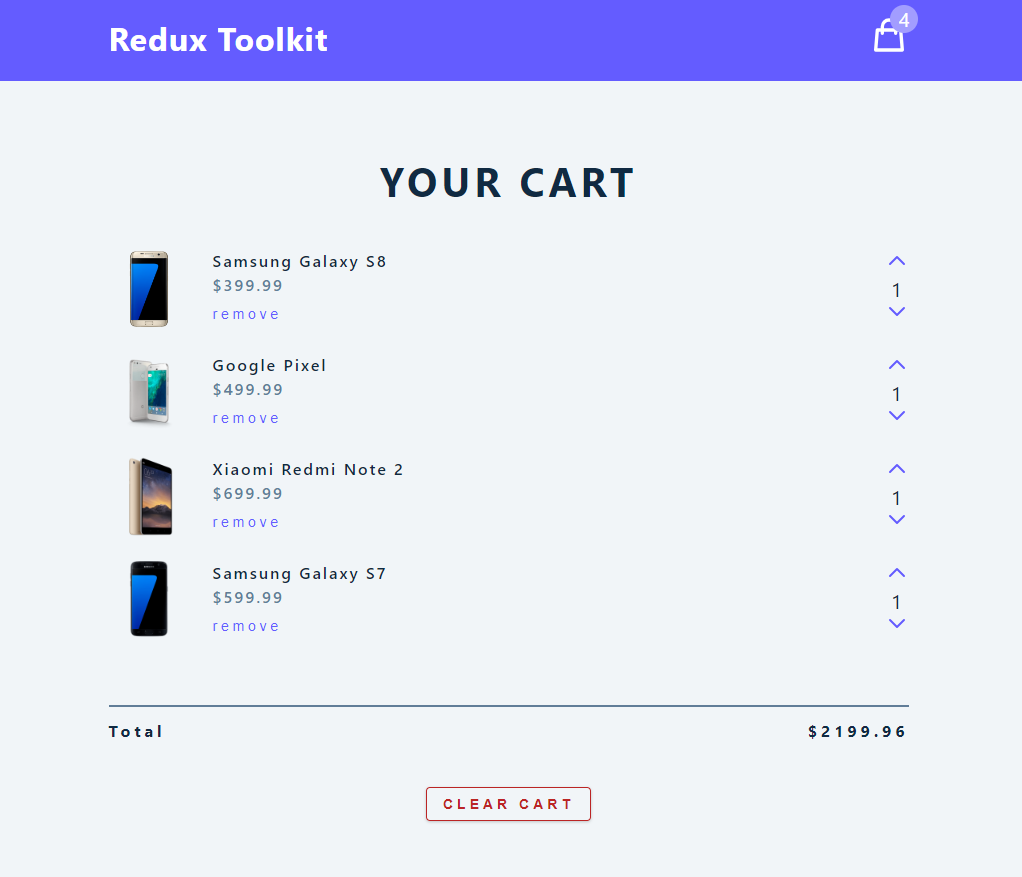 Redux Toolkit
4
YOUR CART
Samsung Galaxy S8
$399.99
remove
1
Google Pixel
$499.99
remove
1
Xiaomi Redmi Note 2
$699.99
remove
1
Samsung Galaxy S7
$599.99
remove
1
Total
$2199.96
CLEAR CART